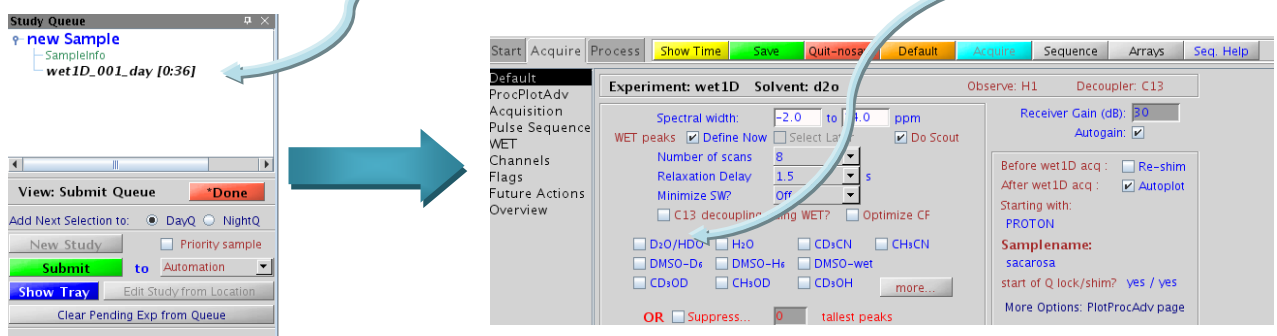 Study Queue
new Sample
SampleInfo
wet1D_001_day [0:36]
View: Submit Queue *Done
Add Next Selection to: DayQ NightQ
New Study Priority sample
Submit to Automation
Show Tray Edit Study from Location
Clear Pending Exp from Queue
Start Acquire Process Show Time Save Quit-nosave Default Acquire Sequence Arrays Seq. Help
Default
ProcPlotAdv
Acquisition
Pulse Sequence
WET
Channels
Flags
Future Actions
Overview
Experiment: wet1D Solvent: d2o Observe: H1 Decoupler: C13
Spectral width: -2.0 to 4.0 ppm
WET peaks Define Now Select Later Do Scout
Number of scans 8
Relaxation Delay 1.5 s
Minimize SW? Off
C13 decoupling WET? Optimize CF
D₂O/HDO H₂O CD₃CN CH₃CN
DMSO-D₆ DMSO-H₆ DMSO-wet
CD₃OD CH₃OD CD₃OH more...
OR Suppress... 0 tallest peaks
Receiver Gain (dB): 30
Autogain:
Before wet1D acq : Re-shim
After wet1D acq : Autoplot
Starting with:
PROTON
Samplename:
sacarosa
start of Q lock/shim? yes / yes
More Options: PlotProcAdv page